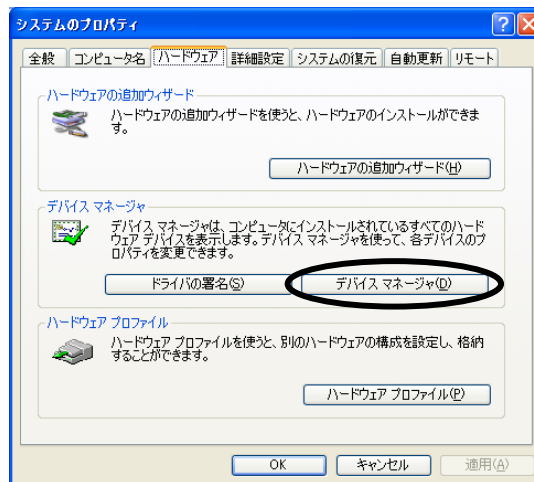 システムのプロパティ
全般 コンピュータ名 ハードウェア 詳細設定 システムの復元 自動更新 リモート
ハードウェアの追加ウィザード
ハードウェアの追加ウィザードを使うと、ハードウェアのインストールができま
す。
ハードウェアの追加ウィザード(H)
デバイス マネージャ
デバイス マネージャは、コンピュータにインストールされているすべてのハード
ウェア デバイスを表示します。デバイス マネージャを使って、各デバイスのプ
ロパティを変更できます。
ドライバの署名(S) デバイス マネージャ(D)
ハードウェア プロファイル
ハードウェア プロファイルを使うと、別のハードウェアの構成を設定し、格納
することができます。
ハードウェア プロファイル(P)
OK キャンセル 適用(A)